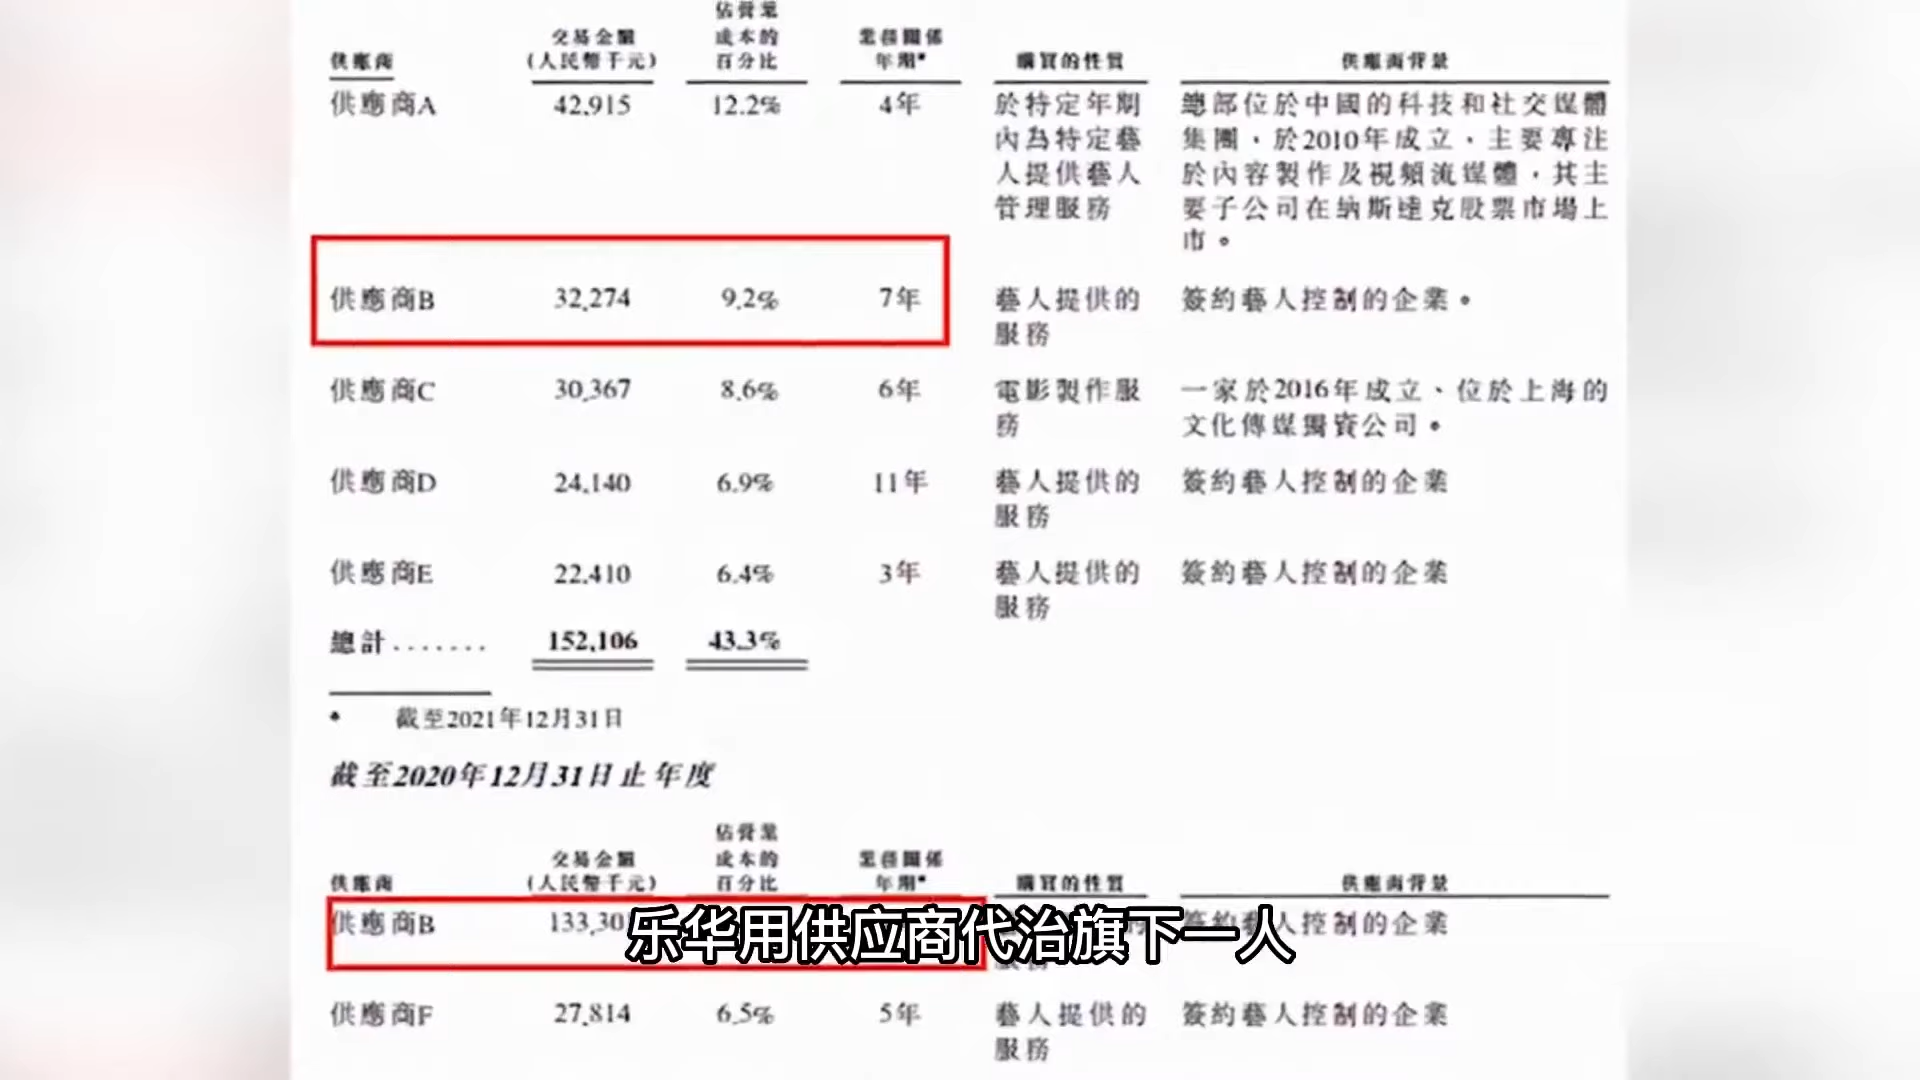 佔營業
交易金額 成本的 業務關係
供應商 (人民幣千元) 百分比 年期* 購買的性質 供應商背景
供應商A 42,915 12.2% 4年 於特定年期 總部位於中國的科技和社交媒體
內為特定藝 集團，於2010年成立，主要專注
人提供藝人 於內容製作及視頻流媒體，其主
管理服務 要子公司在納斯達克股票市場上
市。
供應商B 32,274 9.2% 7年 藝人提供的 簽約藝人控制的企業。
服務
供應商C 30,367 8.6% 6年 電影製作服 一家於2016年成立、位於上海的
務 文化傳媒獨資公司。
供應商D 24,140 6.9% 11年 藝人提供的 簽約藝人控制的企業
服務
供應商E 22,410 6.4% 3年 藝人提供的 簽約藝人控制的企業
服務
總計....... 152,106 43.3%
* 截至2021年12月31日
截至2020年12月31日止年度
佔營業
交易金額 成本的 業務關係
供應商 (人民幣千元) 百分比 年期* 購買的性質 供應商背景
供應商B 的 簽約藝人控制的企業
乐华用供应商代治旗下一人
服務
供應商F 27,814 6.5% 5年 藝人提供的 簽約藝人控制的企業
服務